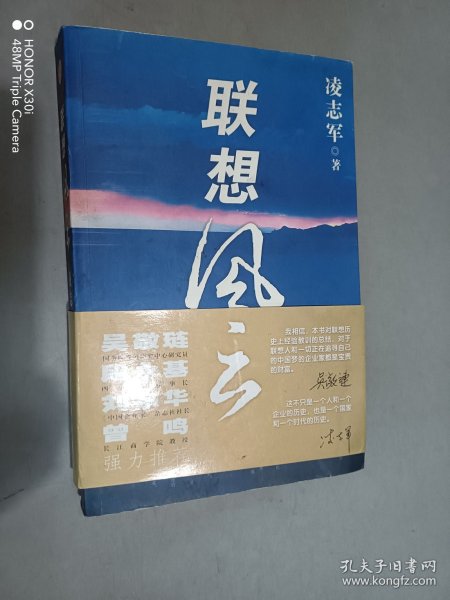 HONOR X30i
48MP Triple Camera
凌志军
著
联想
风云
吴敬琏
华
曾鸣
长江商学院教授
强力推荐
我相信,本书对联想历
史上经验教训的总结,对于
联想人和一切正在追寻自己
的中国梦的企业家都是宝贵
的财富。
吴敬琏
这不只是一个人和一个
企业的历史,也是一个国家
和一个时代的历史。
凌志军
孔夫子旧书网
www.kongfz.com